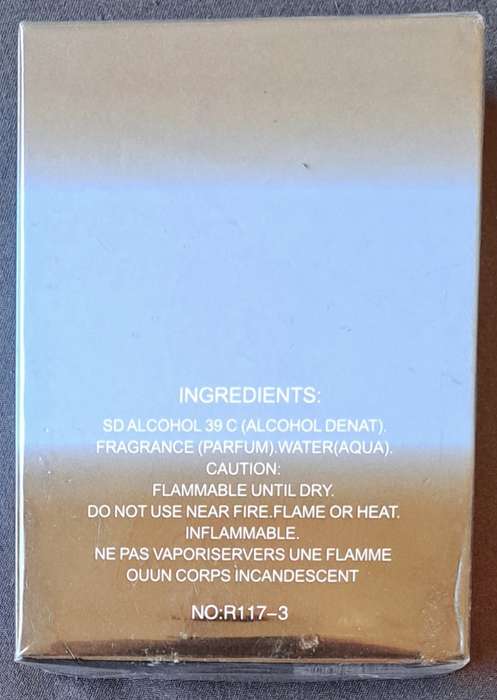 INGREDIENTS:
SD ALCOHOL 39 C (ALCOHOL DENAT).
FRAGRANCE (PARFUM).WATER(AQUA).
CAUTION:
FLAMMABLE UNTIL DRY.
DO NOT USE NEAR FIRE.FLAME OR HEAT.
INFLAMMABLE.
NE PAS VAPORISERVERS UNE FLAMME
OUUN CORPS INCANDESCENT
NO:R117-3